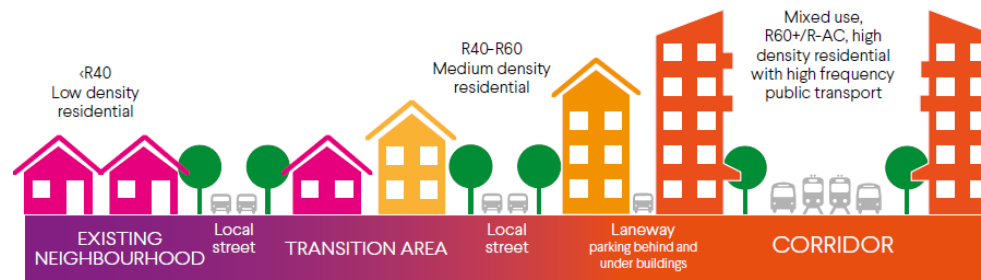 <R40
Low density
residential
R40-R60
Medium density
residential
Mixed use,
R60+/R-AC, high
density residential
with high frequency
public transport
EXISTING
NEIGHBOURHOOD
Local
street
TRANSITION AREA
Local
street
Laneway
parking behind and
under buildings
CORRIDOR